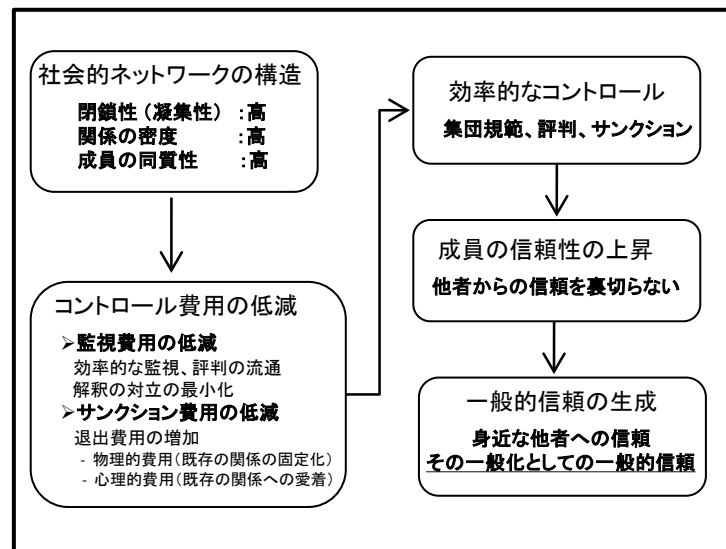 社会的ネットワークの構造
閉鎖性（凝集性）：高
関係の密度　　　：高
成員の同質性　　：高
コントロール費用の低減
➢監視費用の低減
効率的な監視、評判の流通
解釈の対立の最小化
➢サンクション費用の低減
退出費用の増加
- 物理的費用（既存の関係の固定化）
- 心理的費用（既存の関係への愛着）
効率的なコントロール
集団規範、評判、サンクション
成員の信頼性の上昇
他者からの信頼を裏切らない
一般的信頼の生成
身近な他者への信頼
その一般化としての一般的信頼